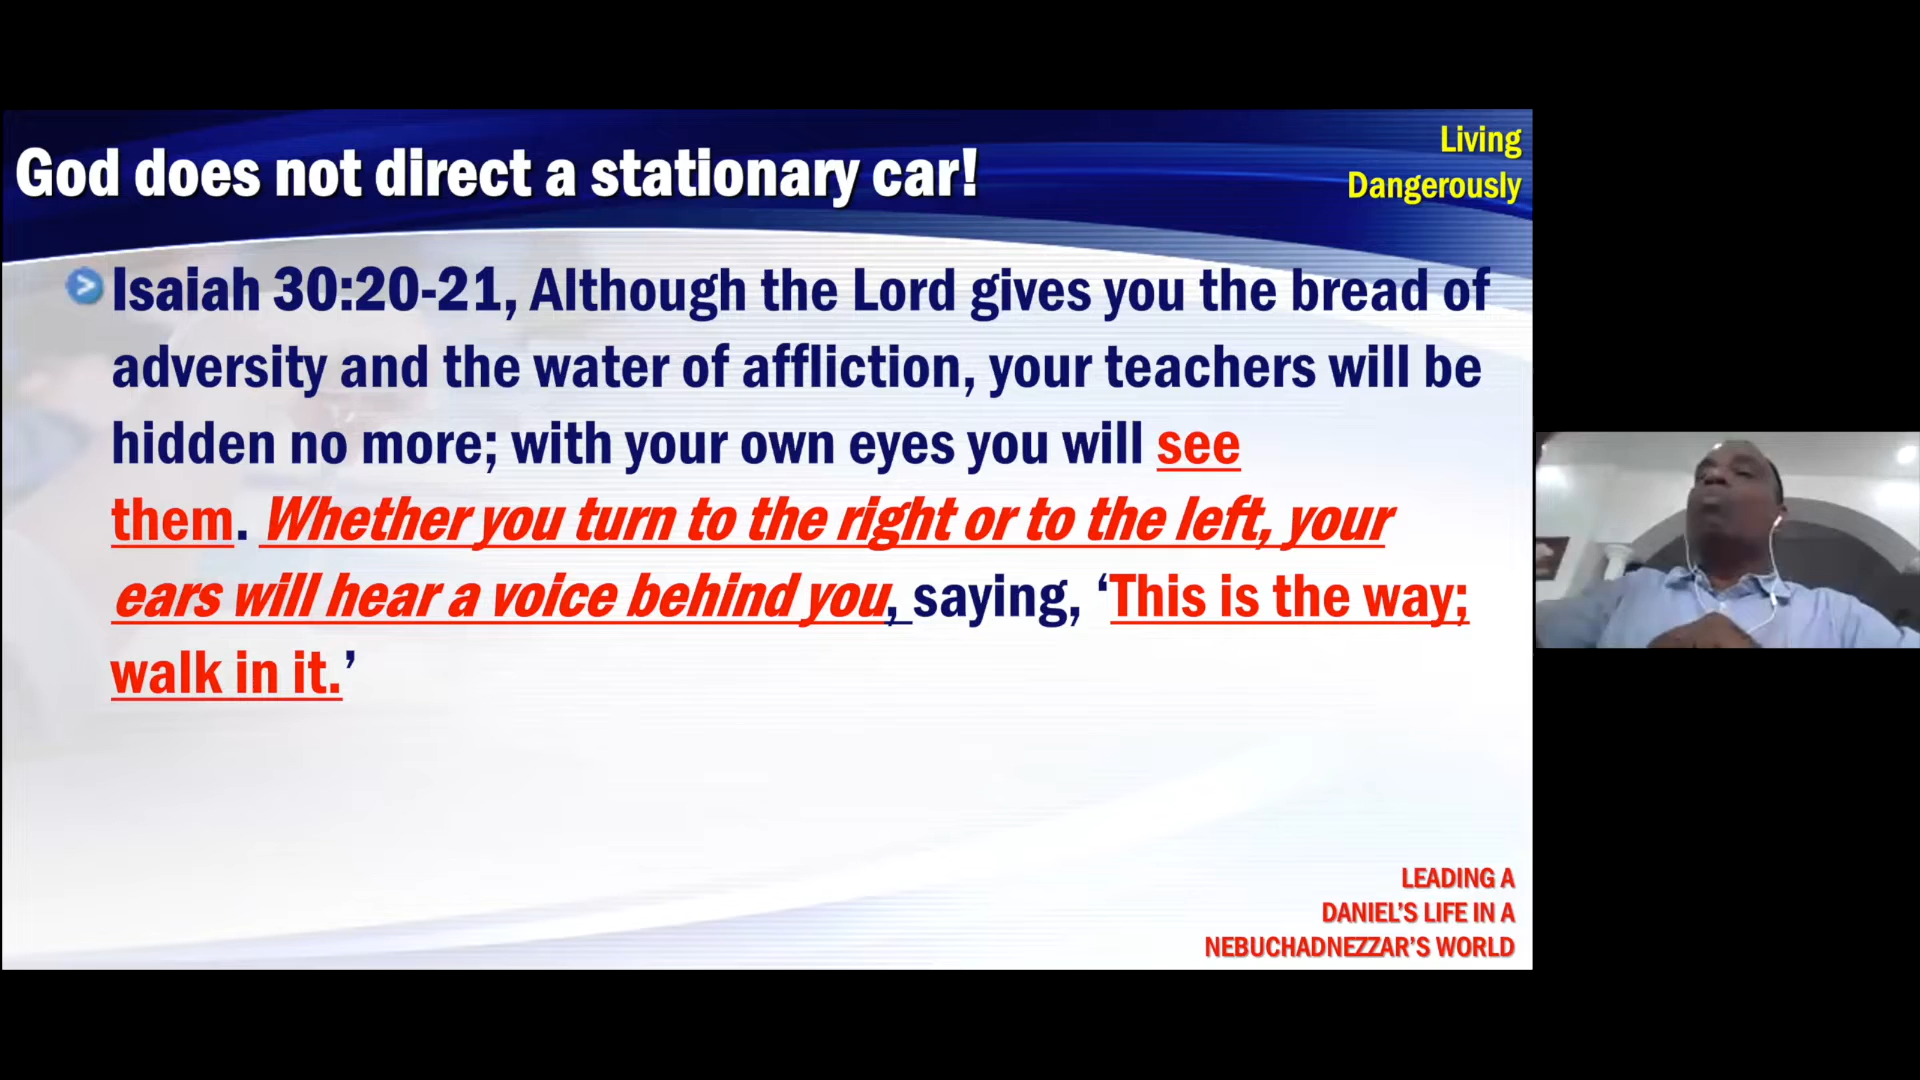 God does not direct a stationary car!
Living
Dangerously
Isaiah 30:20-21, Although the Lord gives you the bread of
adversity and the water of affliction, your teachers will be
hidden no more; with your own eyes you will see
them. Whether you turn to the right or to the left, your
ears will hear a voice behind you, saying, ‘This is the way;
walk in it.’
LEADING A
DANIEL’S LIFE IN A
NEBUCHADNEZZAR’S WORLD